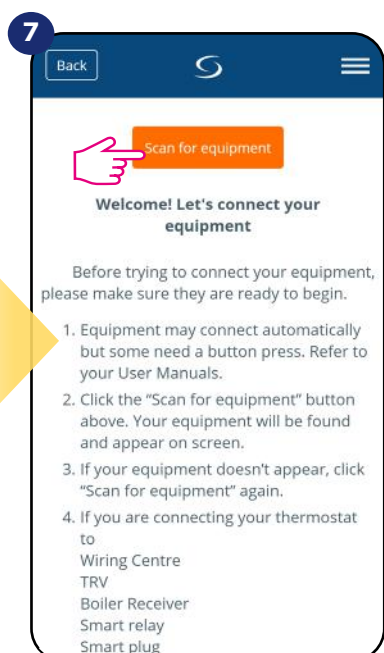 7
Back
Scan for equipment
Welcome! Let's connect your
equipment
Before trying to connect your equipment,
please make sure they are ready to begin.
1. Equipment may connect automatically
but some need a button press. Refer to
your User Manuals.
2. Click the “Scan for equipment” button
above. Your equipment will be found
and appear on screen.
3. If your equipment doesn't appear, click
“Scan for equipment” again.
4. If you are connecting your thermostat
to
Wiring Centre
TRV
Boiler Receiver
Smart relay
Smart plug